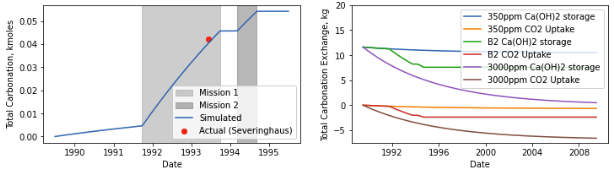 Total Carbonation, kmoles
0.05
0.04
0.03
0.02
0.01
0.00
1990 1991 1992 1993 1994 1995
Date
Mission 1
Mission 2
Simulated
Actual (Severinghaus)
Total Carbonation Exchange, kg
20
15
10
5
0
−5
1992 1996 2000 2004 2008
Date
350ppm Ca(OH)2 storage
350ppm CO2 Uptake
B2 Ca(OH)2 storage
B2 CO2 Uptake
3000ppm Ca(OH)2 storage
3000ppm CO2 Uptake